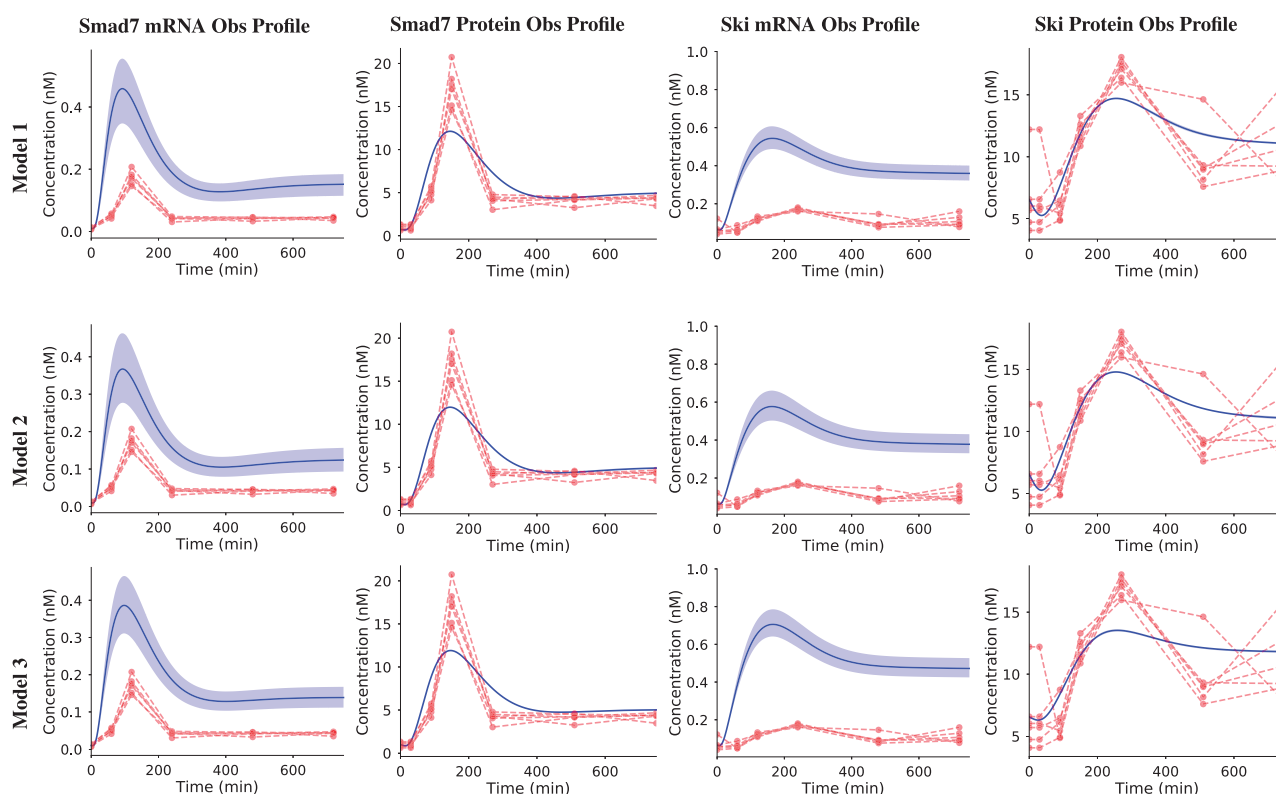 Smad7 mRNA Obs Profile
Smad7 Protein Obs Profile
Ski mRNA Obs Profile
Ski Protein Obs Profile
Model 1
Concentration (nM)
0.4
0.2
0.0
0 200 400 600
Time (min)
Concentration (nM)
20
15
10
5
0
0 200 400 600
Time (min)
Concentration (nM)
1.0
0.8
0.6
0.4
0.2
0 200 400 600
Time (min)
Concentration (nM)
15
10
5
0 200 400 600
Time (min)
Model 2
Concentration (nM)
0.4
0.3
0.2
0.1
0.0
0 200 400 600
Time (min)
Concentration (nM)
20
15
10
5
0
0 200 400 600
Time (min)
Concentration (nM)
1.0
0.8
0.6
0.4
0.2
0 200 400 600
Time (min)
Concentration (nM)
15
10
5
0 200 400 600
Time (min)
Model 3
Concentration (nM)
0.4
0.3
0.2
0.1
0.0
0 200 400 600
Time (min)
Concentration (nM)
20
15
10
5
0
0 200 400 600
Time (min)
Concentration (nM)
1.0
0.8
0.6
0.4
0.2
0 200 400 600
Time (min)
Concentration (nM)
15
10
5
0 200 400 600
Time (min)